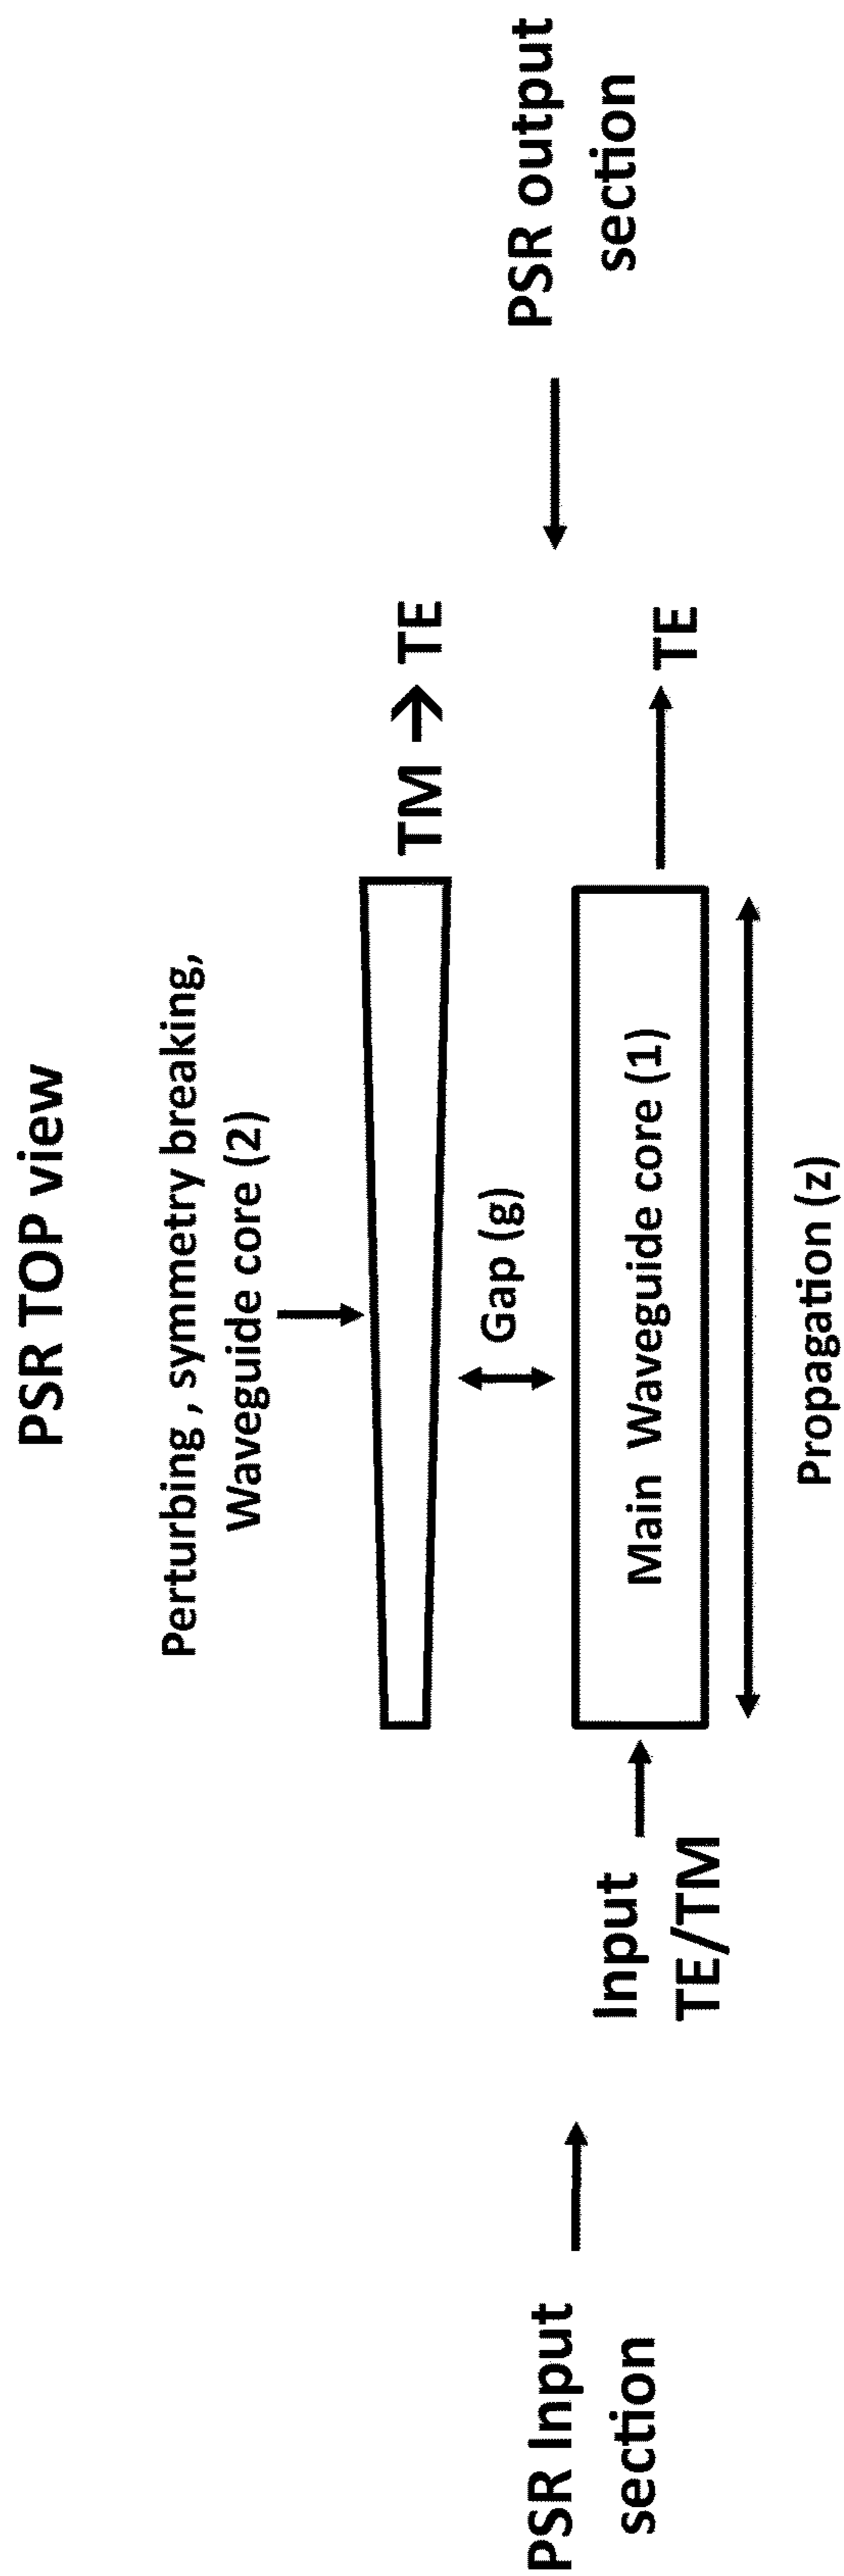 PSR TOP view
Perturbing , symmetry breaking,
Waveguide core (2)
TM → TE
Gap (g)
Main Waveguide core (1)
TE
Propagation (z)
Input
TE/TM
PSR Input
section
PSR output
section